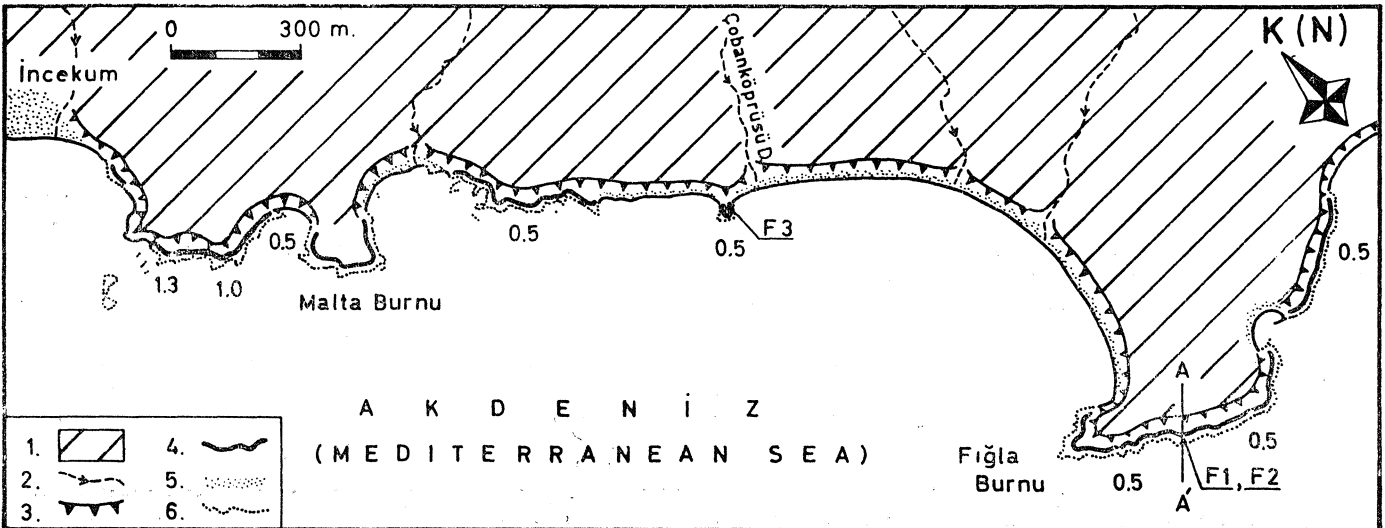 0 300 m.
İncekum
Çobanköprüsü D.
K (N)
F3
0.5
0.5
0.5
0.5
1.3
1.0
Malta Burnu
A K D E N İ Z
(MEDITERRANEAN SEA)
Fığla
Burnu
A
0.5
0.5
F1, F2
A'
1.
2.
3.
4.
5.
6.